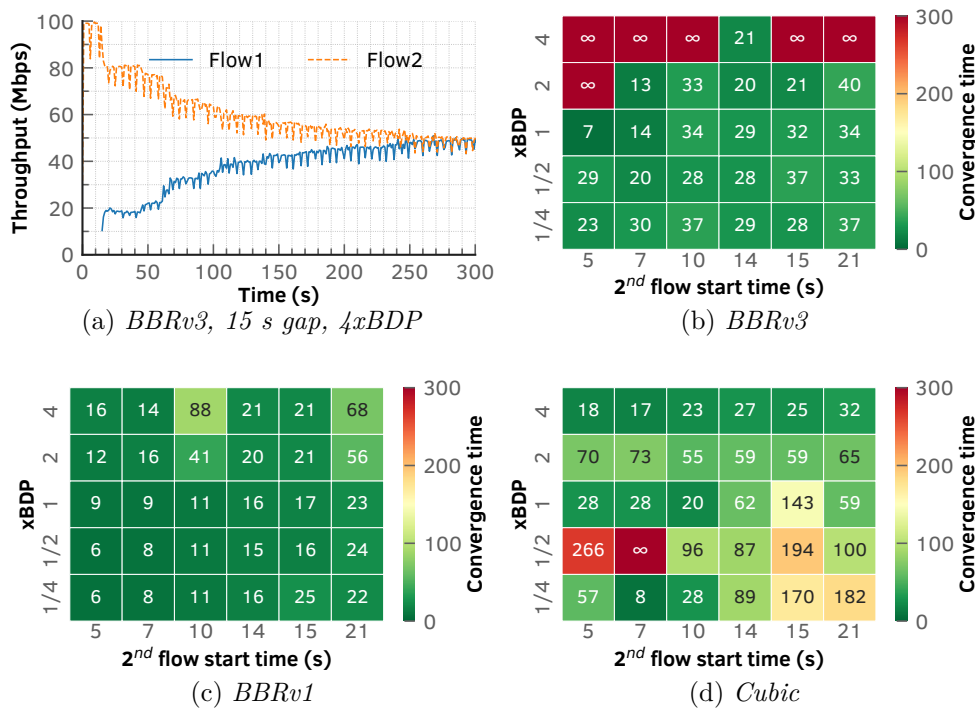 100
80
60
40
20
0
Throughput (Mbps)
Flow1
Flow2
0 50 100 150 200 250 300
Time (s)
(a) BBRv3, 15 s gap, 4xBDP
xBDP
4 ∞ ∞ ∞ 21 ∞ ∞
2 ∞ 13 33 20 21 40
1 7 14 34 29 32 34
1/2 29 20 28 28 37 33
1/4 23 30 37 29 28 37
5 7 10 14 15 21
2nd flow start time (s)
300
200
100
0
Convergence time
(b) BBRv3
xBDP
4 16 14 88 21 21 68
2 12 16 41 20 21 56
1 9 9 11 16 17 23
1/2 6 8 11 15 16 24
1/4 6 8 11 16 25 22
5 7 10 14 15 21
2nd flow start time (s)
300
200
100
0
Convergence time
(c) BBRv1
xBDP
4 18 17 23 27 25 32
2 70 73 55 59 59 65
1 28 28 20 62 143 59
1/2 266 ∞ 96 87 194 100
1/4 57 8 28 89 170 182
5 7 10 14 15 21
2nd flow start time (s)
300
200
100
0
Convergence time
(d) Cubic